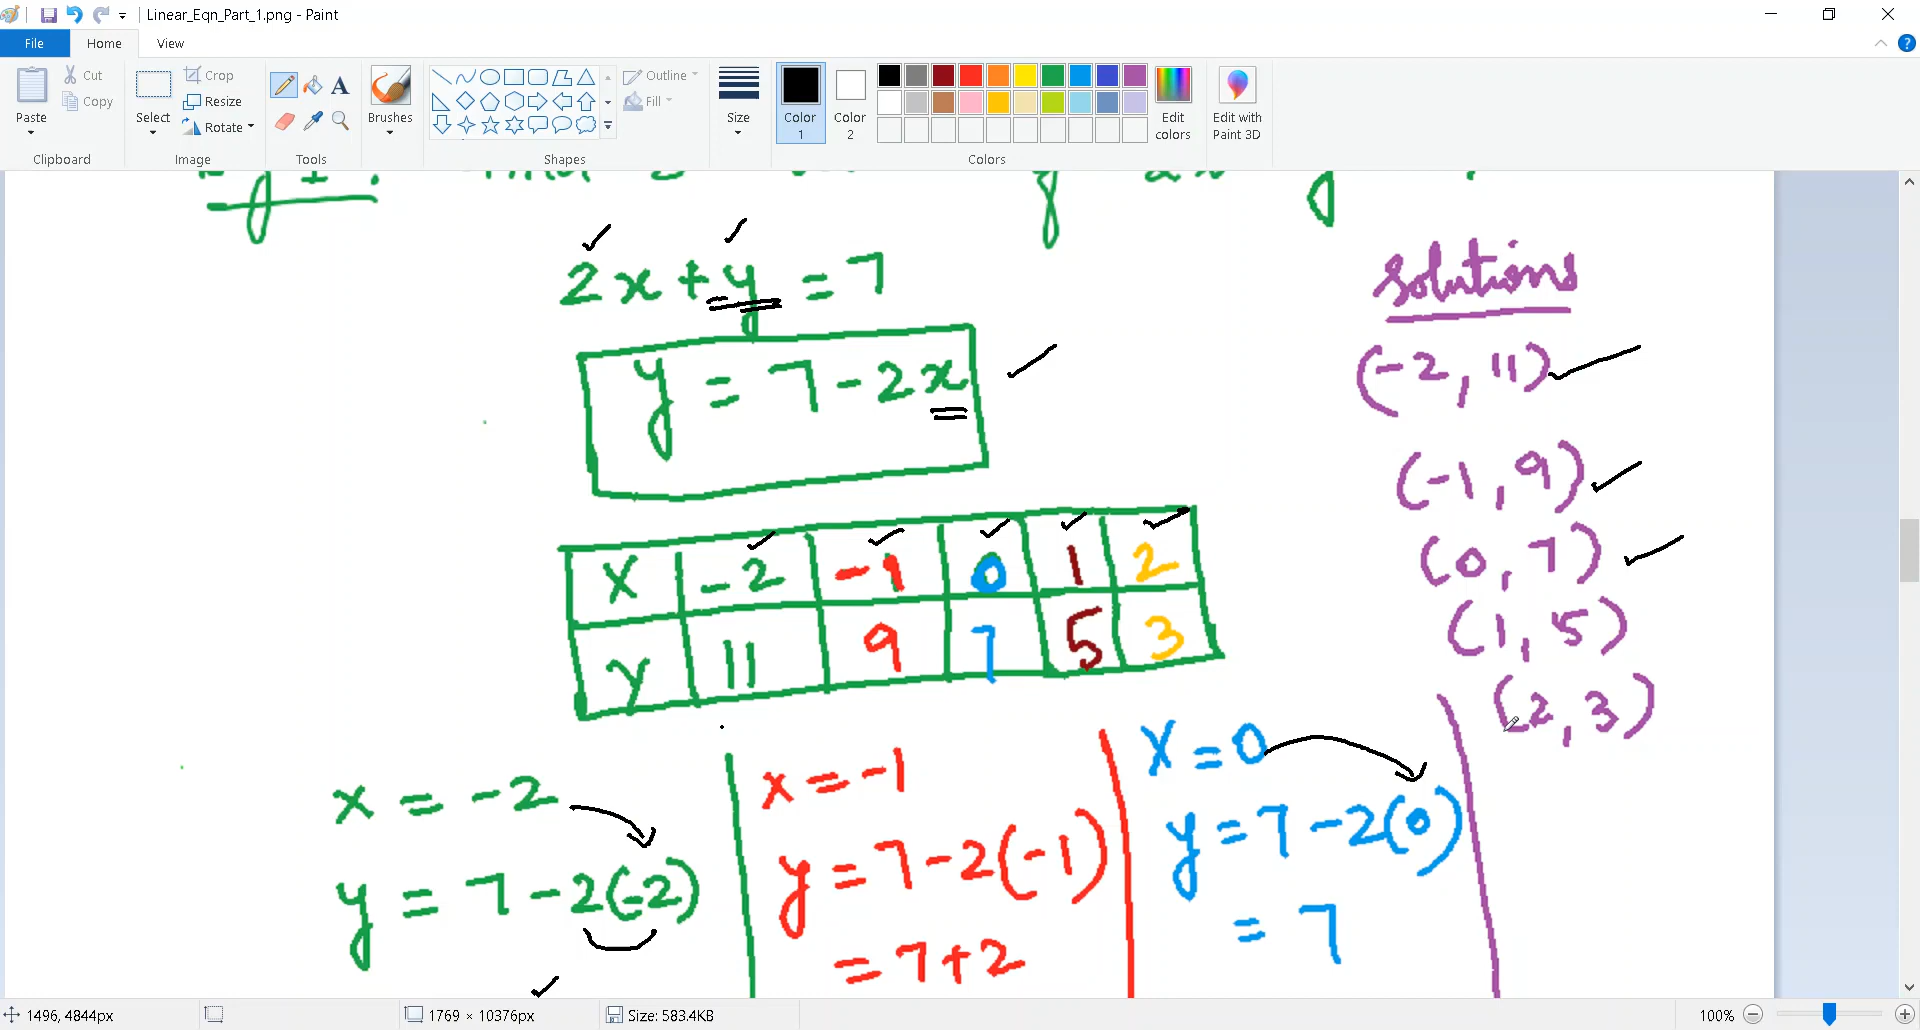 Linear_Eqn_Part_1.png - Paint
File Home View
Paste Cut Copy Select Crop Resize Rotate Brushes Outline Fill Size Color 1 Color 2 Edit colors Edit with Paint 3D
Clipboard Image Tools Shapes Colors
2x + y = 7
y = 7 - 2x
X -2 -1 0 1 2
y 11 9 7 5 3
Solutions
(-2, 11)
(-1, 9)
(0, 7)
(1, 5)
(2, 3)
x = -2
y = 7 - 2(-2)
x = -1
y = 7 - 2(-1)
= 7 + 2
X = 0
y = 7 - 2(0)
= 7
1496, 4844px 1769 × 10376px Size: 583.4KB 100%